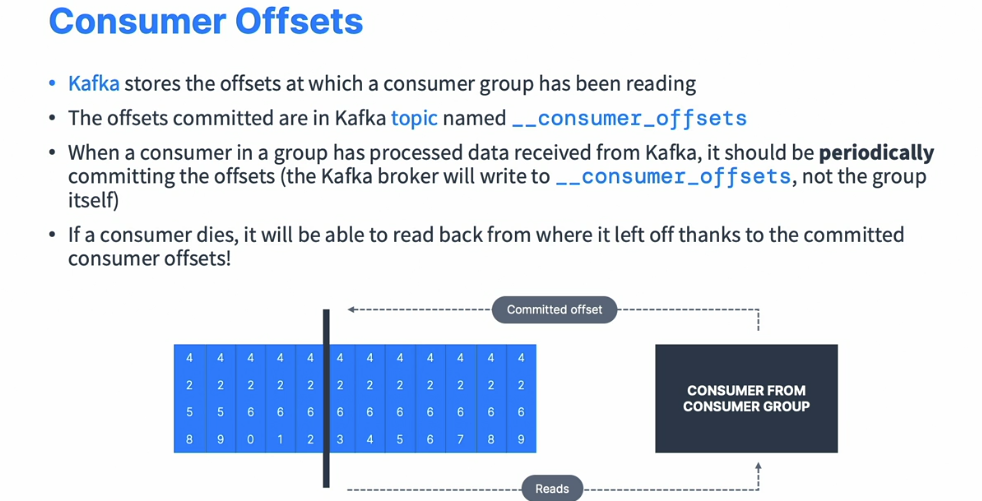 Consumer Offsets
• Kafka stores the offsets at which a consumer group has been reading
• The offsets committed are in Kafka topic named __consumer_offsets
• When a consumer in a group has processed data received from Kafka, it should be periodically
committing the offsets (the Kafka broker will write to __consumer_offsets, not the group
itself)
• If a consumer dies, it will be able to read back from where it left off thanks to the committed
consumer offsets!
Committed offset
4 4 4 4 4 4 4 4 4 4 4 4
2 2 2 2 2 2 2 2 2 2 2 2
5 5 6 6 6 6 6 6 6 6 6 6
8 9 0 1 2 3 4 5 6 7 8 9
CONSUMER FROM
CONSUMER GROUP
Reads